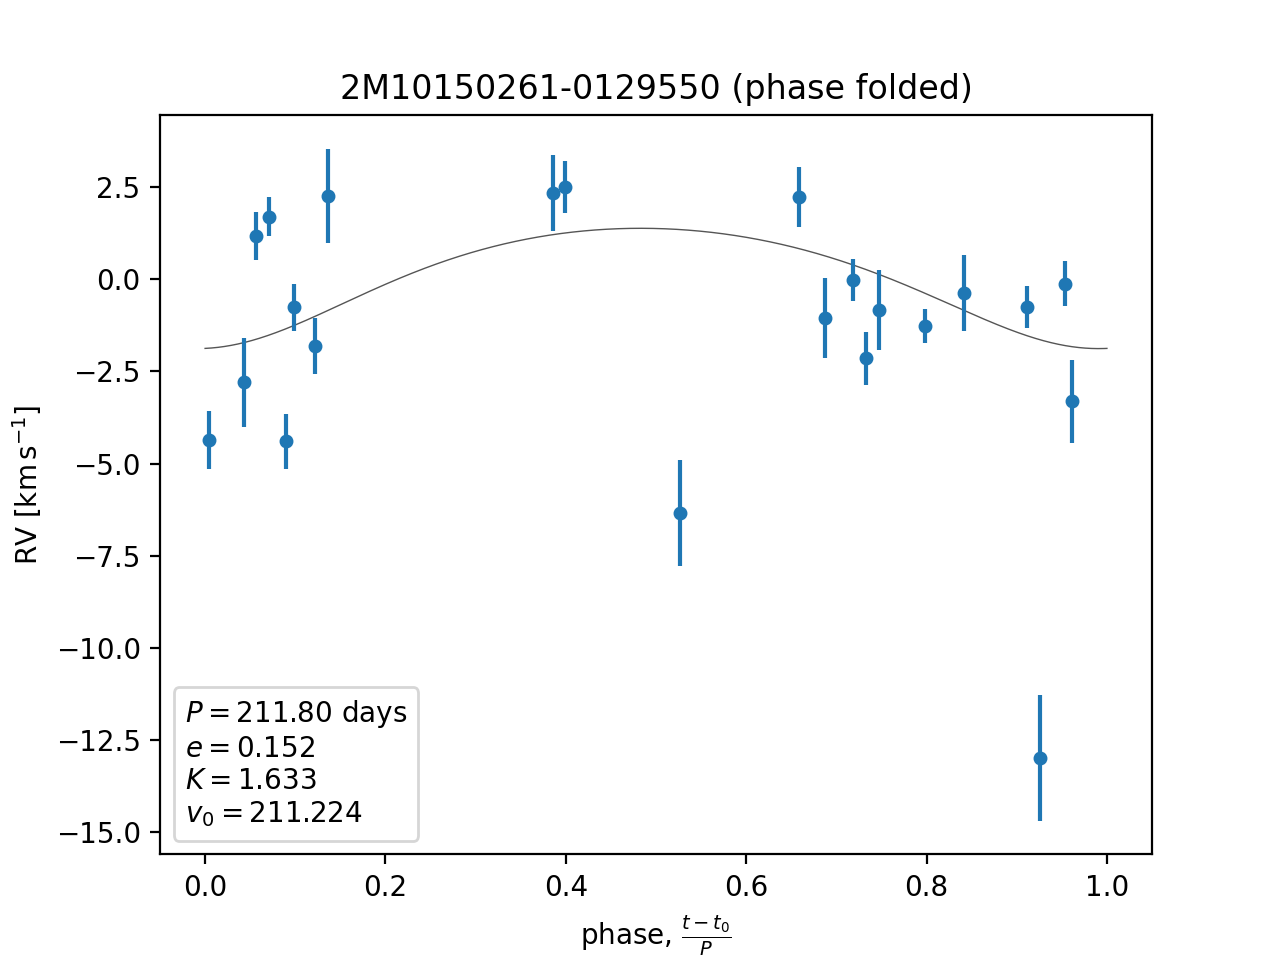 2M10150261-0129550 (phase folded)
RV [km s⁻¹]
2.5
0.0
−2.5
−5.0
−7.5
−10.0
−12.5
−15.0
P = 211.80 days
e = 0.152
K = 1.633
v₀ = 211.224
0.0 0.2 0.4 0.6 0.8 1.0
phase, (t − t₀)/P